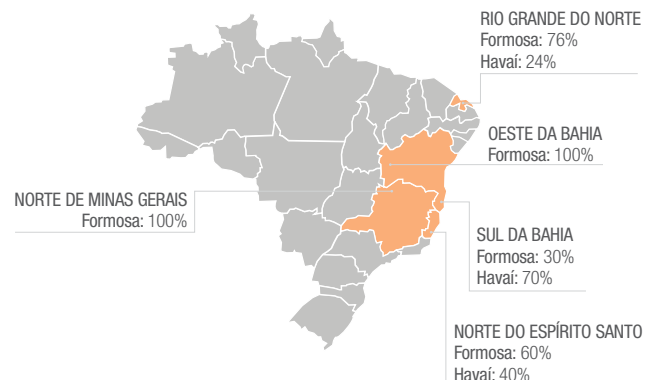 RIO GRANDE DO NORTE
Formosa: 76%
Havaí: 24%
OESTE DA BAHIA
Formosa: 100%
NORTE DE MINAS GERAIS
Formosa: 100%
SUL DA BAHIA
Formosa: 30%
Havaí: 70%
NORTE DO ESPÍRITO SANTO
Formosa: 60%
Havaí: 40%